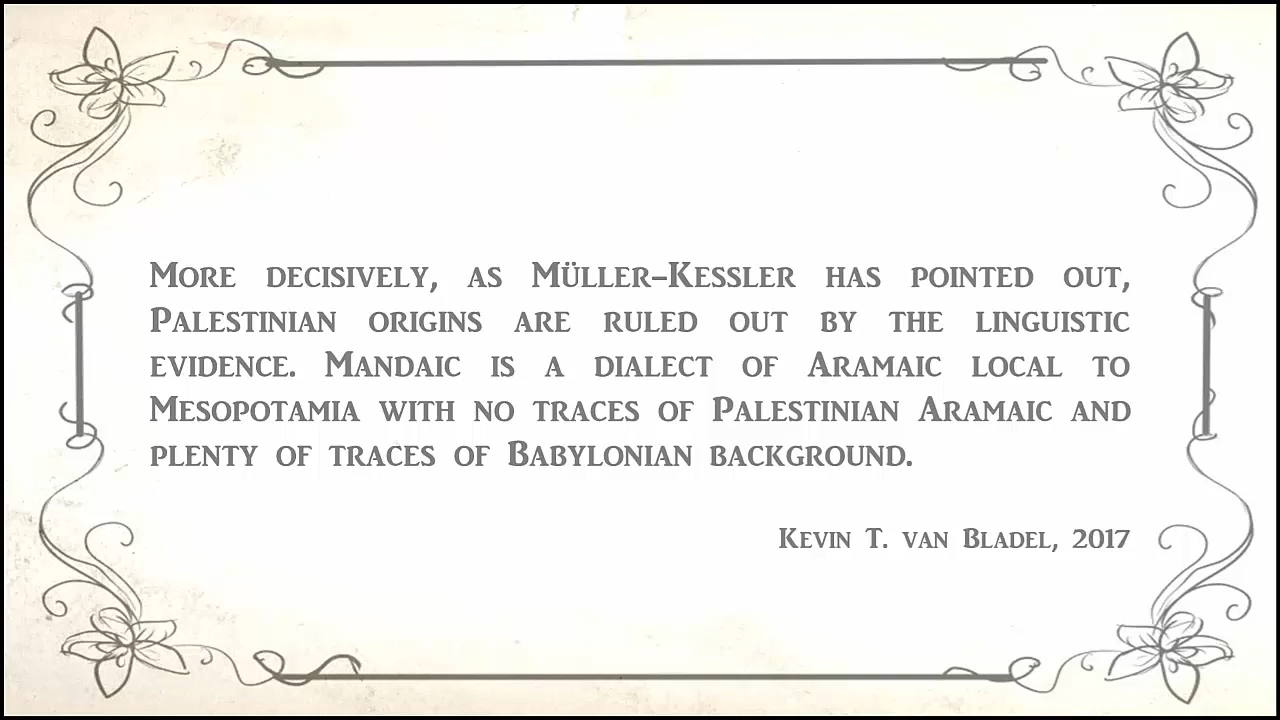 More decisively, as Müller–Kessler has pointed out,
Palestinian origins are ruled out by the linguistic
evidence. Mandaic is a dialect of Aramaic local to
Mesopotamia with no traces of Palestinian Aramaic and
plenty of traces of Babylonian background.
Kevin T. van Bladel, 2017